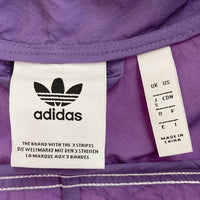 adidas
THE BRAND WITH THE 3 STRIPES
DIE WELTMARKE MIT DEN 3 STREIFEN
LA MARQUE AUX 3 BANDES
UK US
J CON
S
D F
E I
MADE IN
CHINA